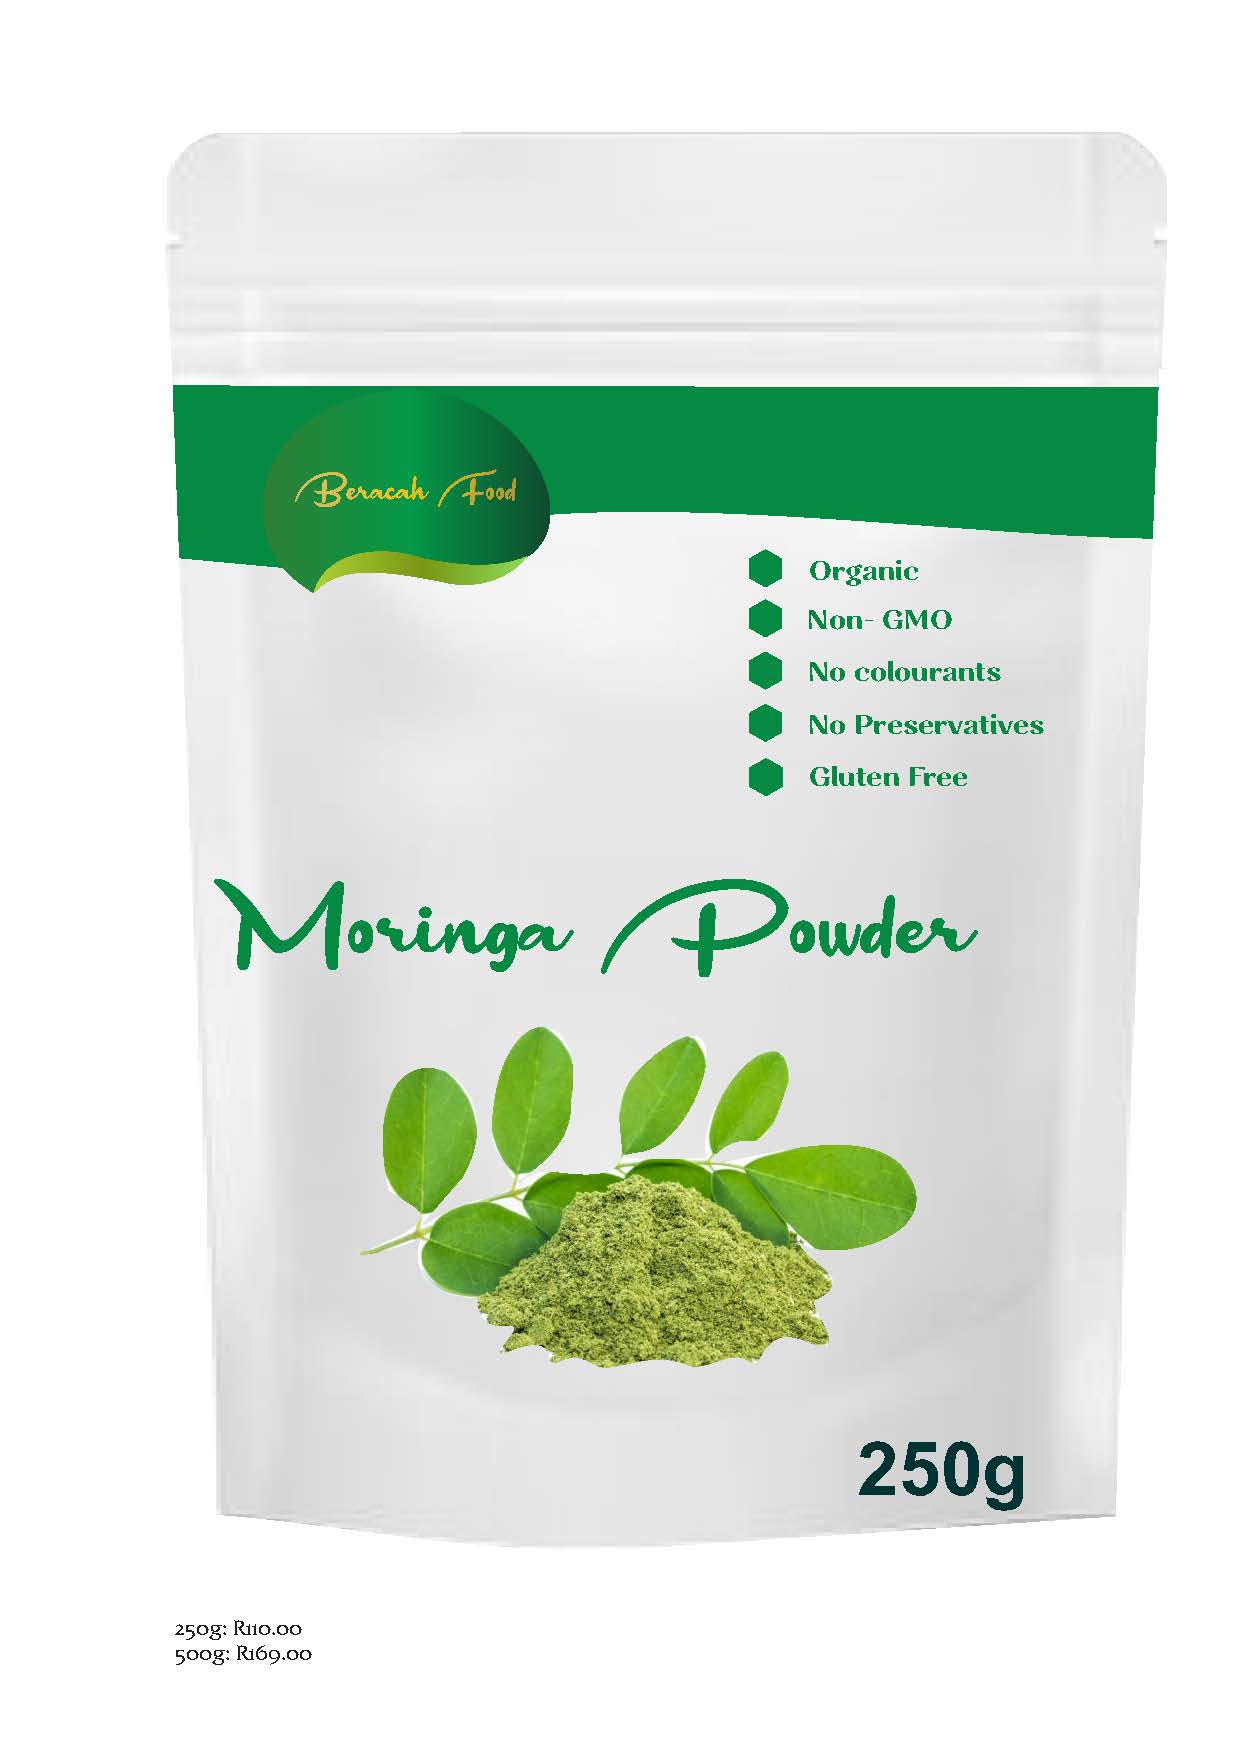 Beracah Food
Organic
Non- GMO
No colourants
No Preservatives
Gluten Free
Moringa Powder
250g
250g: R110.00
500g: R169.00